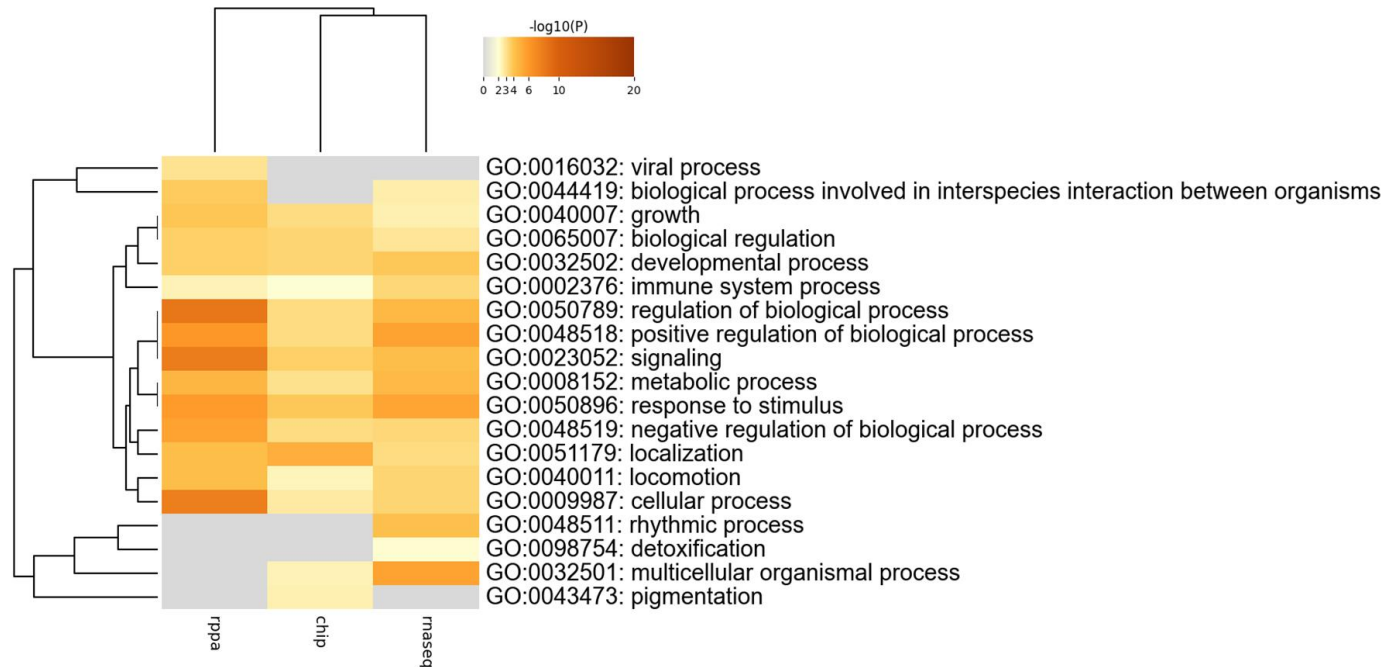 -log10(P)
0 2 3 4 6 10 20
GO:0016032: viral process
GO:0044419: biological process involved in interspecies interaction between organisms
GO:0040007: growth
GO:0065007: biological regulation
GO:0032502: developmental process
GO:0002376: immune system process
GO:0050789: regulation of biological process
GO:0048518: positive regulation of biological process
GO:0023052: signaling
GO:0008152: metabolic process
GO:0050896: response to stimulus
GO:0048519: negative regulation of biological process
GO:0051179: localization
GO:0040011: locomotion
GO:0009987: cellular process
GO:0048511: rhythmic process
GO:0098754: detoxification
GO:0032501: multicellular organismal process
GO:0043473: pigmentation
rppa
chip
rnaseq